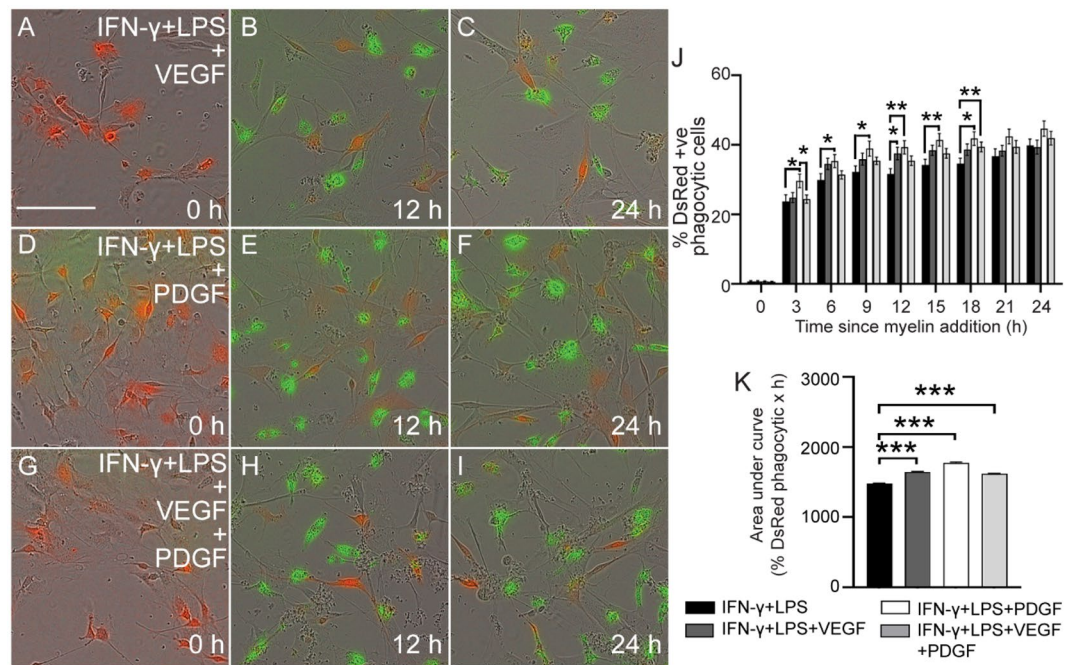 A
IFN-γ+LPS
+
VEGF
0 h
B
12 h
C
24 h
D
IFN-γ+LPS
+
PDGF
0 h
E
12 h
F
24 h
G
IFN-γ+LPS
+
VEGF
+
PDGF
0 h
H
12 h
I
24 h
J
% DsRed +ve
phagocytic cells
60
40
20
0
* *
*
*
* **
**
* **
0 3 6 9 12 15 18 21 24
Time since myelin addition (h)
K
Area under curve
(% DsRed phagocytic x h)
3000
2000
1000
0
***
***
***
IFN-γ+LPS
IFN-γ+LPS+VEGF
IFN-γ+LPS+PDGF
IFN-γ+LPS+VEGF
+PDGF